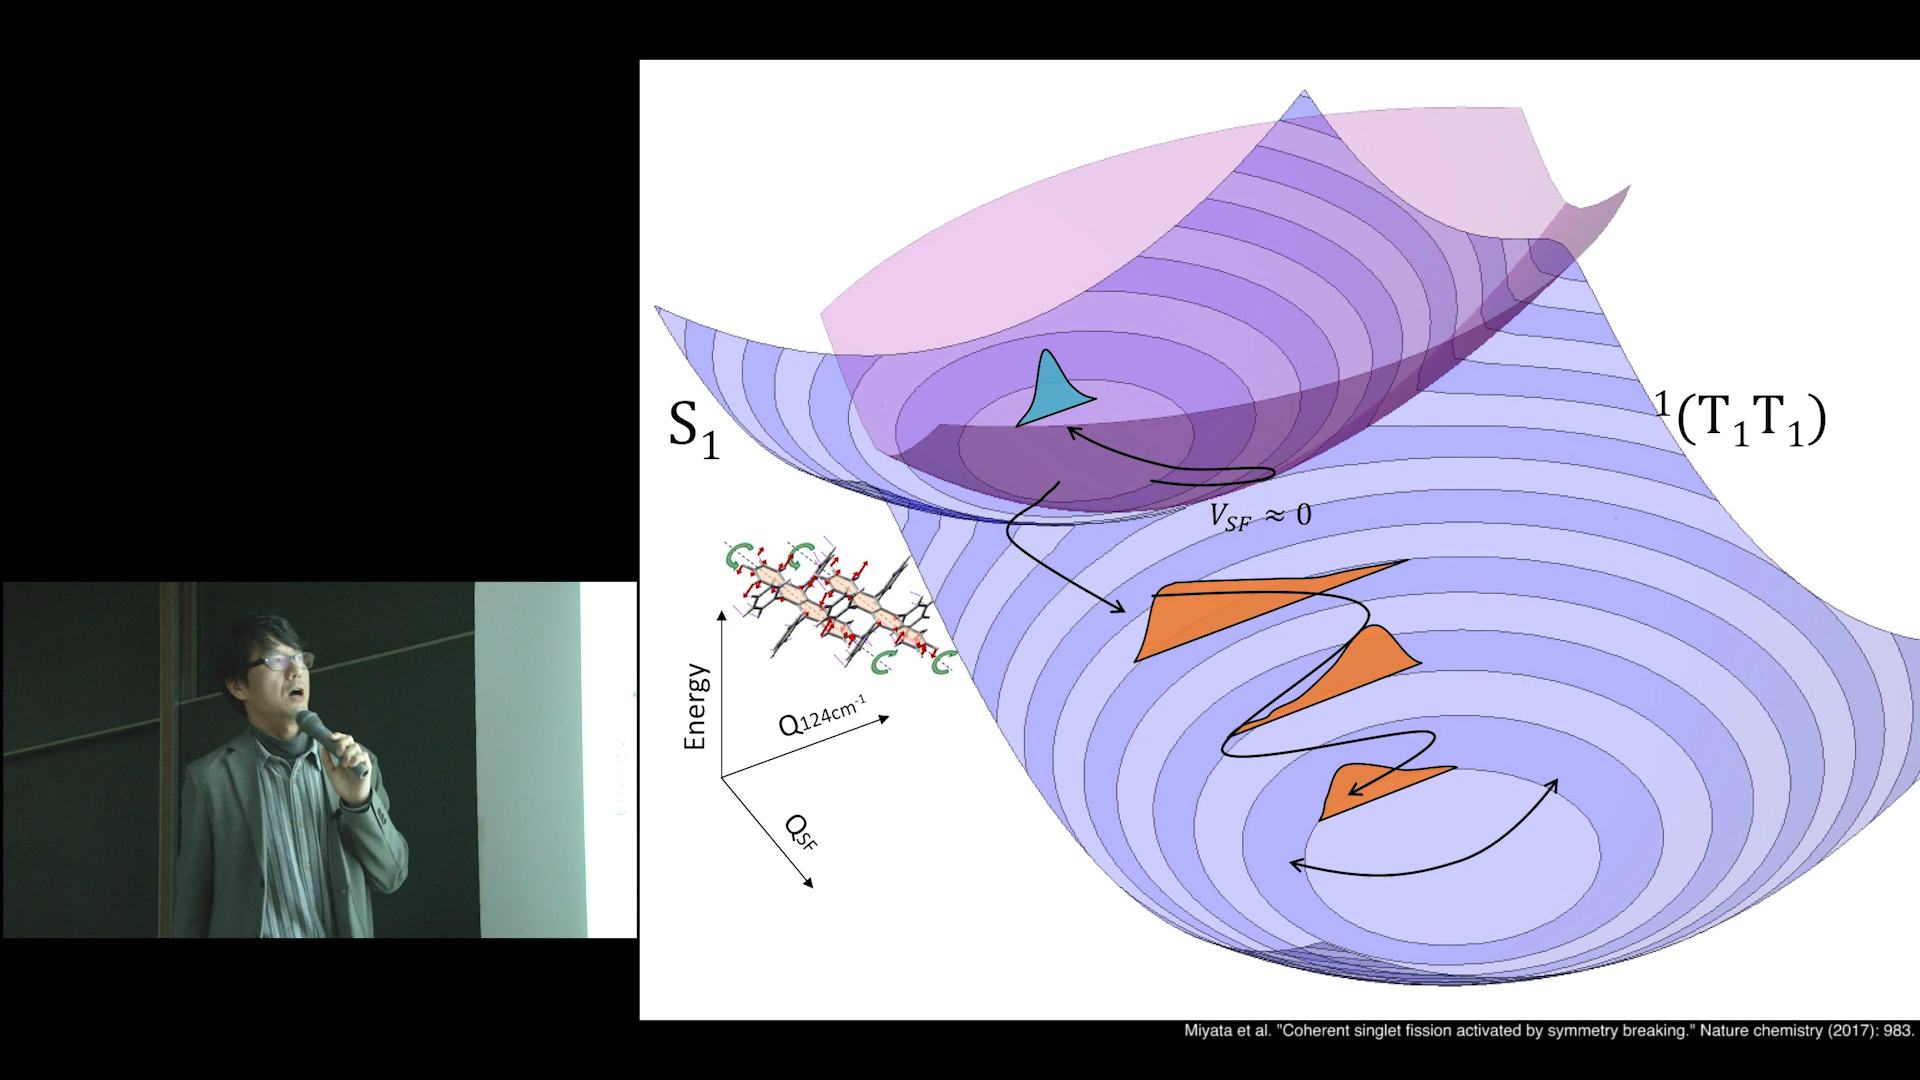 S₁
¹(T₁T₁)
V_SF ≈ 0
Energy
Q124cm⁻¹
QSF
Miyata et al. "Coherent singlet fission activated by symmetry breaking." Nature chemistry (2017): 983.